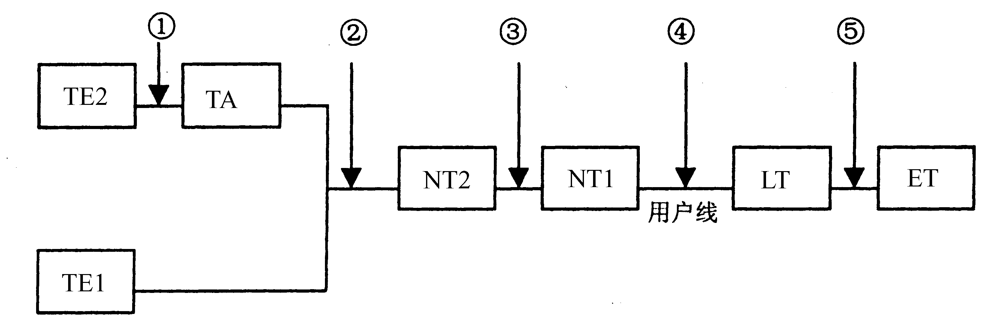 ①
②
③
④
⑤
TE2
TA
NT2
NT1
LT
ET
用户线
TE1